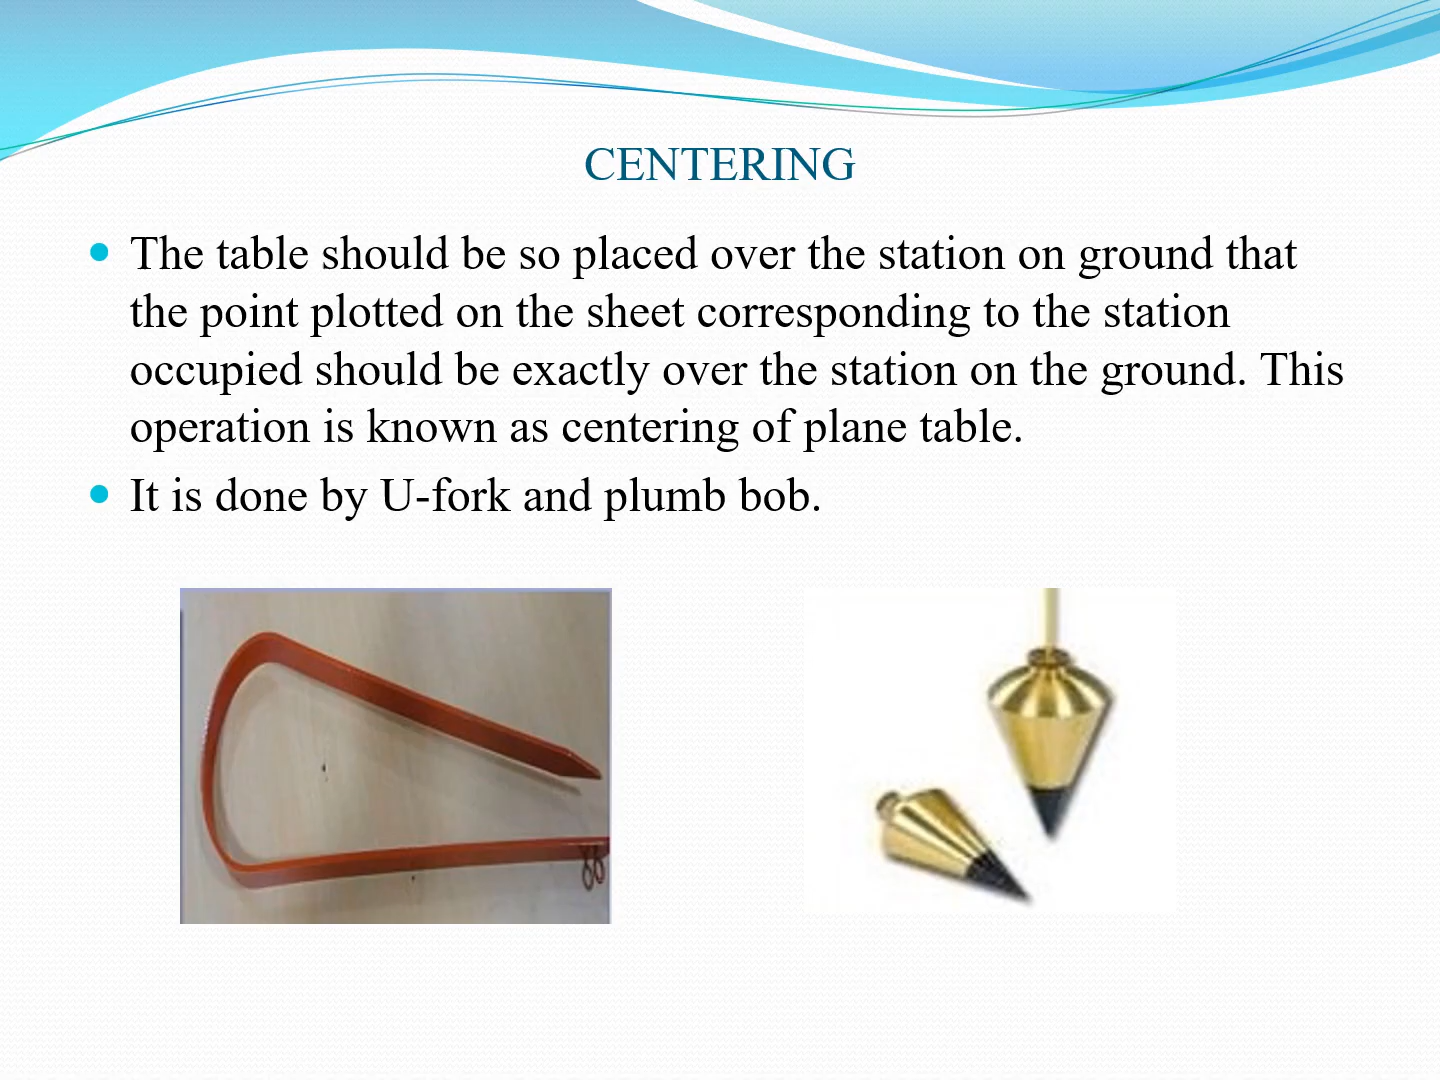 CENTERING
The table should be so placed over the station on ground that
the point plotted on the sheet corresponding to the station
occupied should be exactly over the station on the ground. This
operation is known as centering of plane table.
It is done by U-fork and plumb bob.